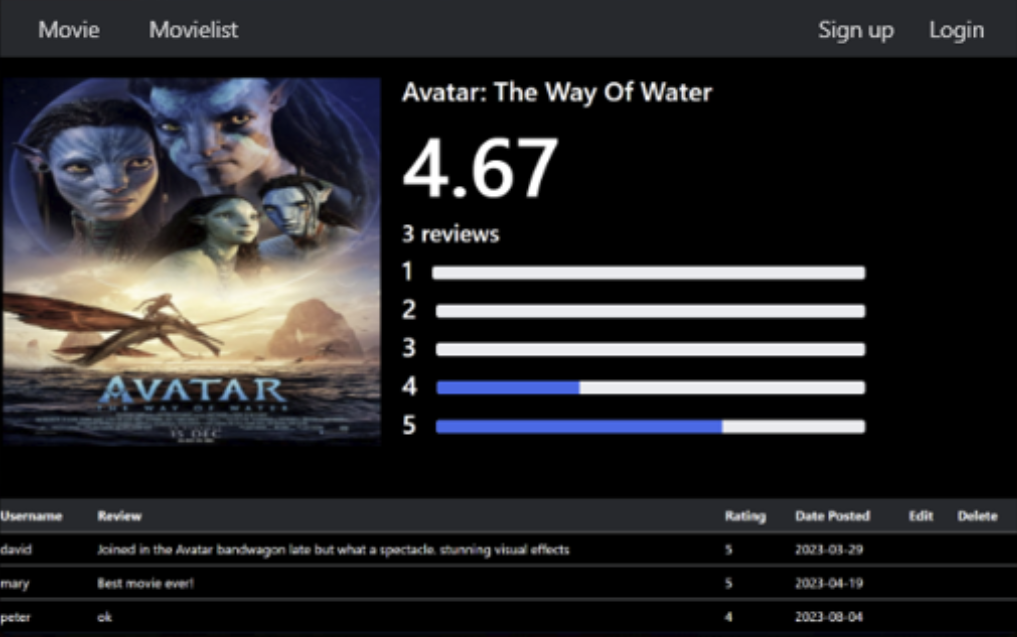 Movie Movielist Sign up Login
Avatar: The Way Of Water
4.67
3 reviews
1
2
3
4
5
AVATAR
THE WAY OF WATER
15 DEC
Username Review Rating Date Posted Edit Delete
david Joined in the Avatar bandwagon late but what a spectacle, stunning visual effects 5 2023-03-29
mary Best movie ever! 5 2023-04-19
peter ok 4 2023-08-04